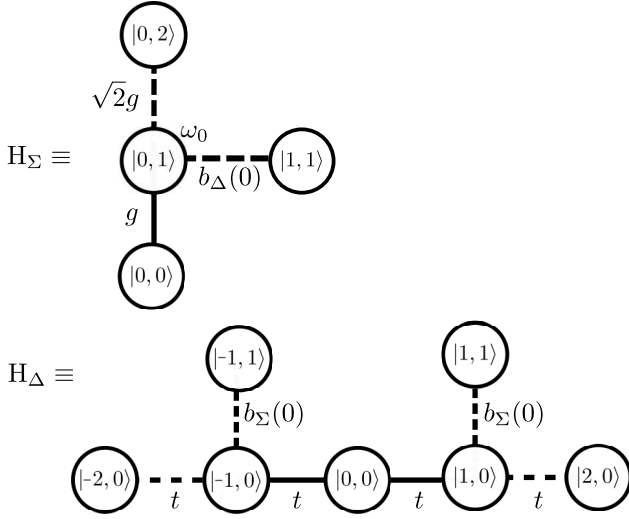 |0,2⟩
√2g
ω₀
H_Σ ≡ |0,1⟩ |1,1⟩
b_Δ(0)
g
|0,0⟩
|-1,1⟩ |1,1⟩
H_Δ ≡
b_Σ(0) b_Σ(0)
|-2,0⟩ |-1,0⟩ |0,0⟩ |1,0⟩ |2,0⟩
t t t t